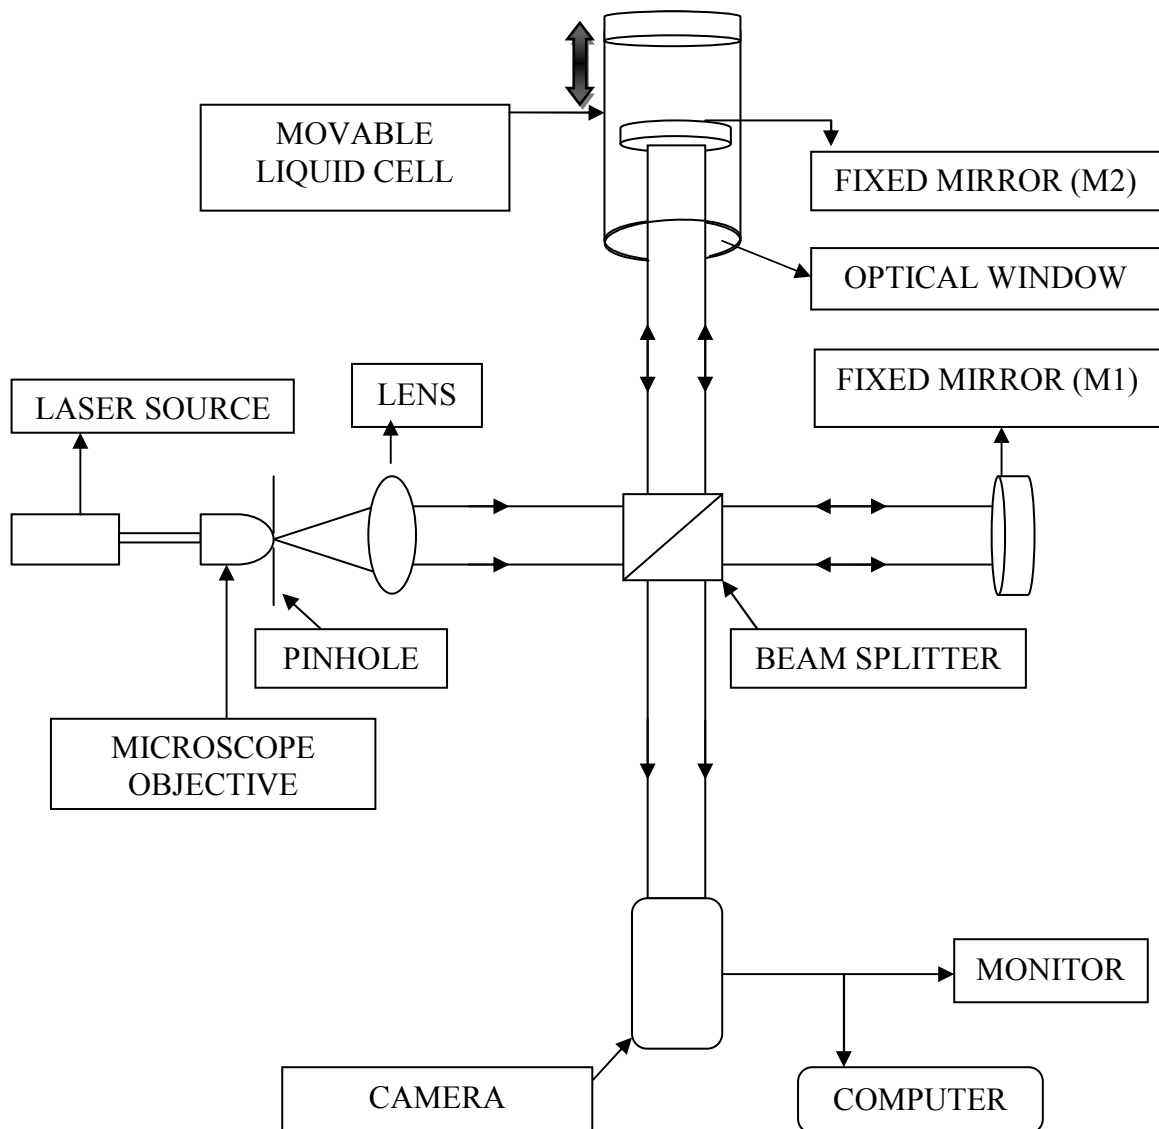 MOVABLE
LIQUID CELL
FIXED MIRROR (M2)
OPTICAL WINDOW
FIXED MIRROR (M1)
LENS
LASER SOURCE
PINHOLE
BEAM SPLITTER
MICROSCOPE
OBJECTIVE
MONITOR
CAMERA
COMPUTER